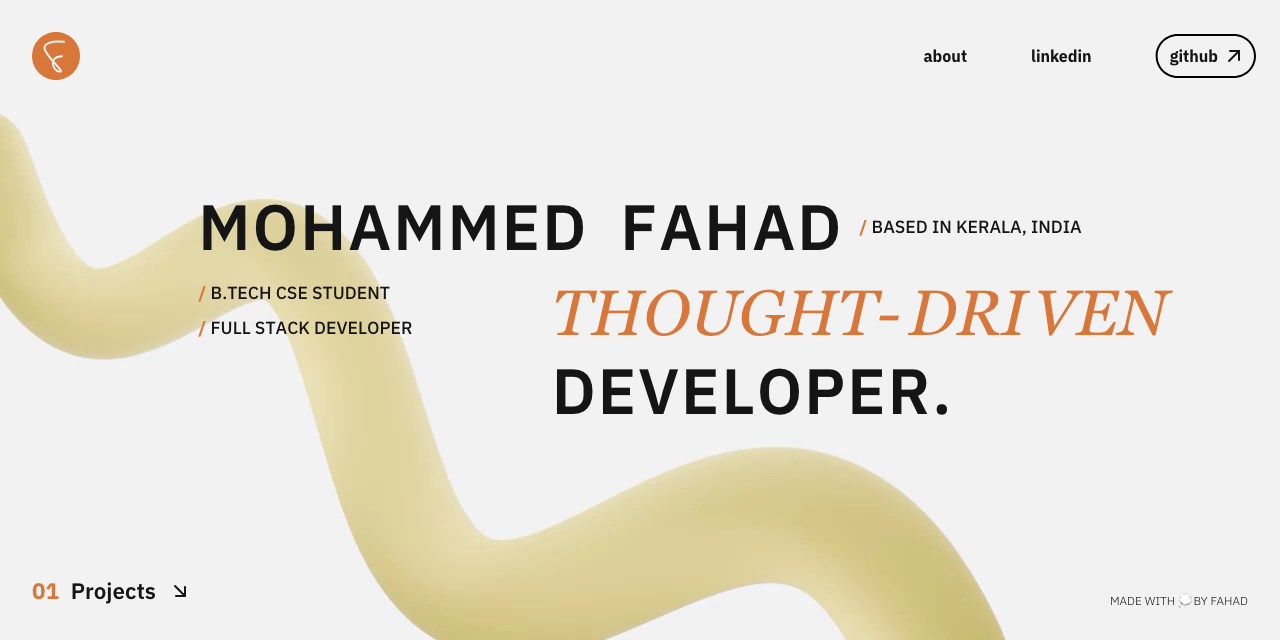 about linkedin github
MOHAMMED FAHAD / BASED IN KERALA, INDIA
/ B.TECH CSE STUDENT
/ FULL STACK DEVELOPER
THOUGHT-DRIVEN
DEVELOPER.
01 Projects
MADE WITH 💭 BY FAHAD